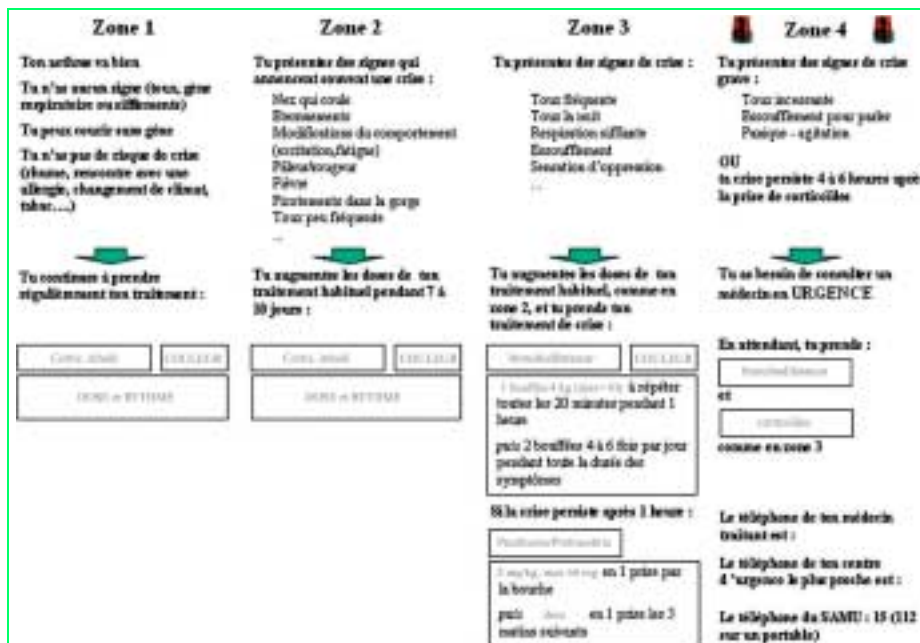 Zone 1
Ton asthme va bien
Tu n'as aucun signe (toux, gêne
respiratoire ou sifflements)
Tu peux courir sans gêne
Tu n'as pas de risque de crise
(rhume, rencontre avec une
allergie, changement de climat,
tabac….)
Tu continues à prendre
régulièrement ton traitement :
COULEUR
DOSE et RYTHME
Zone 2
Tu présentes des signes qui
annoncent souvent une crise :
Nez qui coule
Eternuements
Modifications du comportement
(excitation,fatigue)
Pâleur/rougeur
Fièvre
Picotements dans la gorge
Toux peu fréquente
...
Tu augmentes les doses de ton
traitement habituel pendant 7 à
10 jours :
COULEUR
DOSE et RYTHME
Zone 3
Tu présentes des signes de crise :
Toux fréquente
Toux la nuit
Respiration sifflante
Essoufflement
Sensation d'oppression
...
Tu augmentes les doses de ton
traitement habituel, comme en
zone 2, et tu prends ton
traitement de crise :
COULEUR
à répéter
toutes les 20 minutes pendant 1
heure
puis 2 bouffées 4 à 6 fois par jour
pendant toute la durée des
symptômes
Si la crise persiste après 1 heure :
en 1 prise par
la bouche
puis en 1 prise les 3
matins suivants
Zone 4
Tu présentes des signes de crise
grave :
Toux incessante
Essoufflement pour parler
Panique - agitation
OU
ta crise persiste 4 à 6 heures après
la prise de corticoïdes
Tu as besoin de consulter un
médecin en URGENCE
En attendant, tu prends :
et
corticoïdes
comme en zone 3
Le téléphone de ton médecin
traitant est :
Le téléphone de ton centre
d'urgence le plus proche est :
Le téléphone du SAMU : 15 (112
sur un portable)